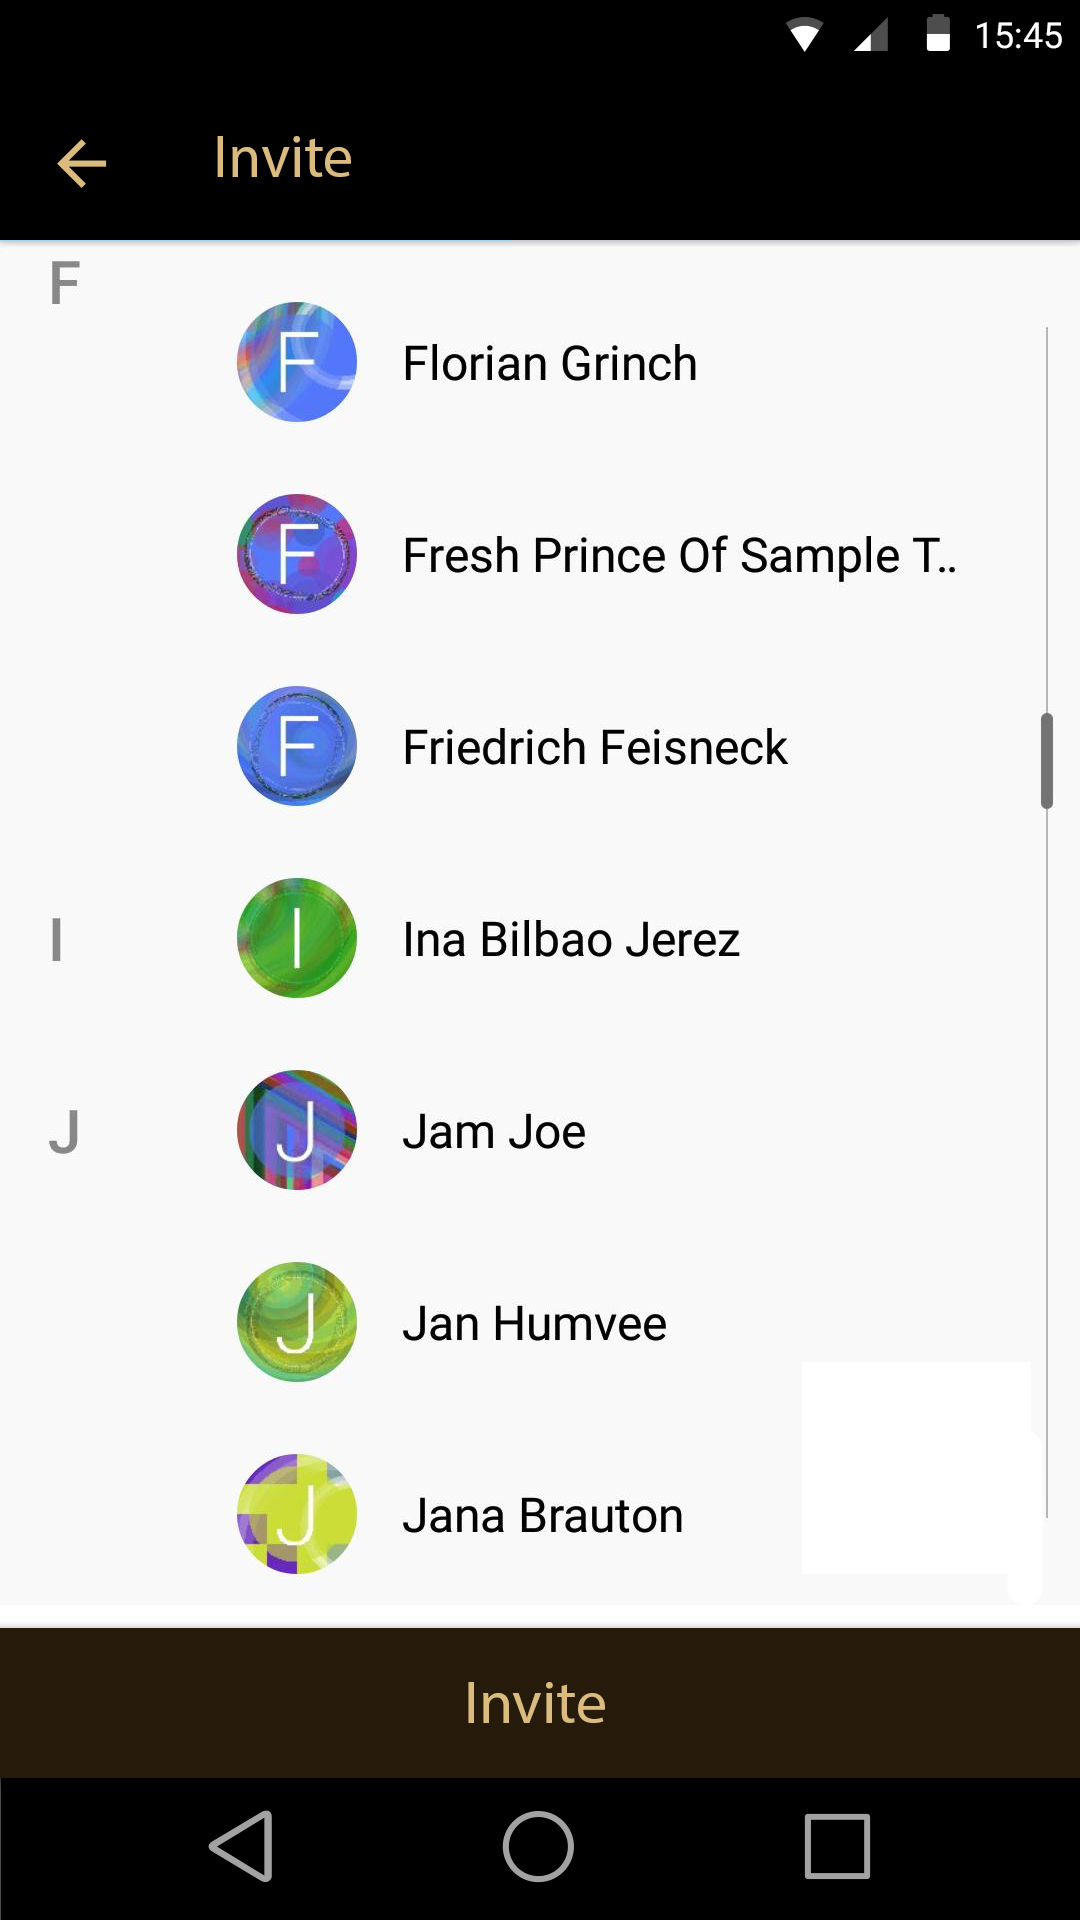 15:45
Invite
F
F Florian Grinch
F Fresh Prince Of Sample T..
F Friedrich Feisneck
I I Ina Bilbao Jerez
J J Jam Joe
J Jan Humvee
J Jana Brauton
Invite